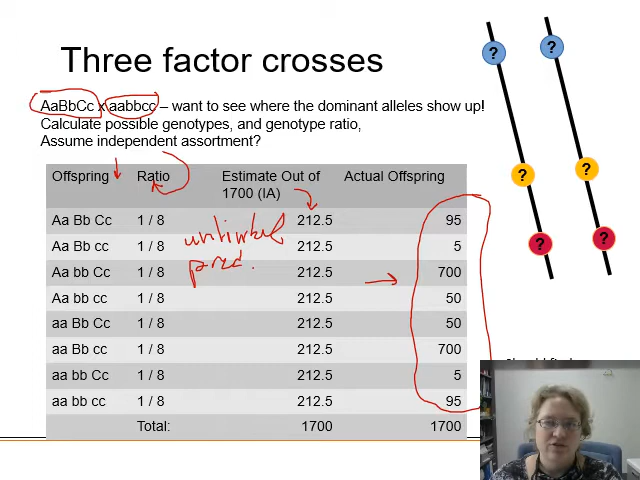 Three factor crosses
AaBbCc x aabbcc – want to see where the dominant alleles show up!
Calculate possible genotypes, and genotype ratio,
Assume independent assortment?
Offspring Ratio Estimate Out of 1700 (IA) Actual Offspring
Aa Bb Cc 1 / 8 212.5 95
Aa Bb cc 1 / 8 212.5 5
Aa bb Cc 1 / 8 212.5 700
Aa bb cc 1 / 8 212.5 50
aa Bb Cc 1 / 8 212.5 50
aa Bb cc 1 / 8 212.5 700
aa bb Cc 1 / 8 212.5 5
aa bb cc 1 / 8 212.5 95
Total: 1700 1700
unlinked
pred.
? ?
? ?
? ?